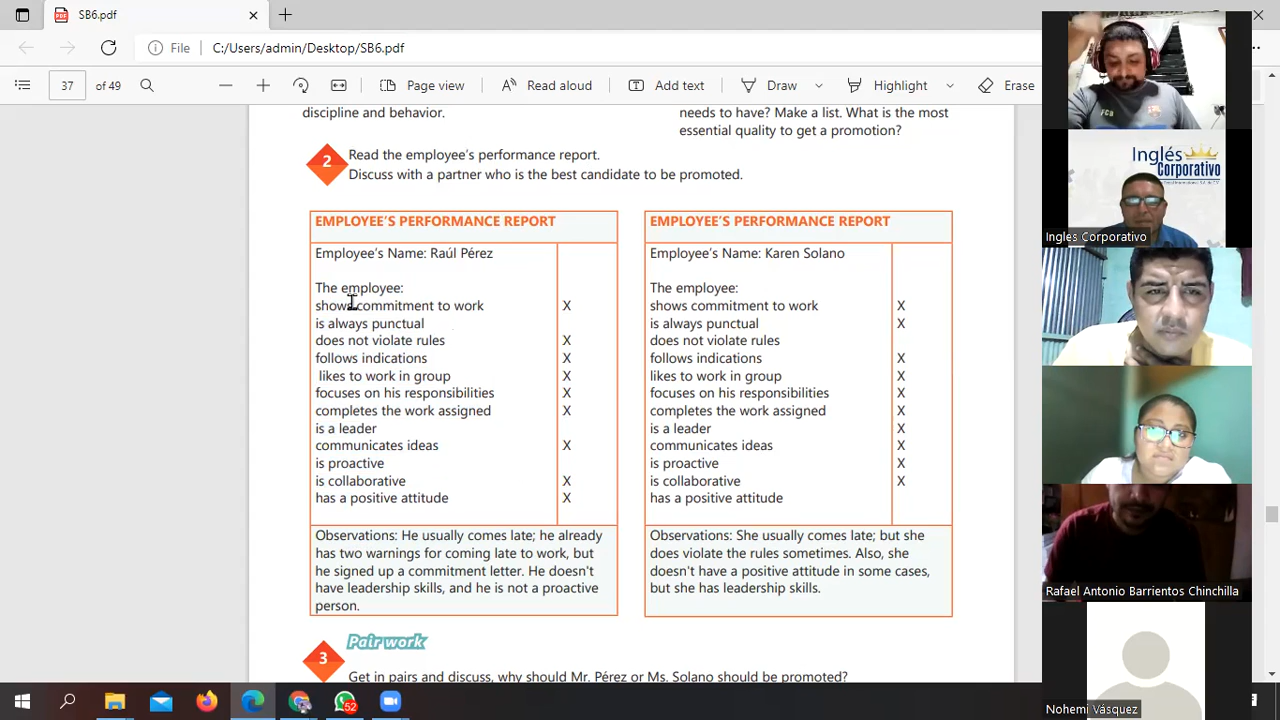 SB6.pdf
File
C:/Users/admin/Desktop/SB6.pdf
37
of 49
Read aloud
Add text
Draw
Highlight
Erase
discipline and behavior.
needs to have? Make a list. What is the most
essential quality to get a promotion?
2
Read the employee's performance report.
Discuss with a partner who is the best candidate to be promoted.
EMPLOYEE'S PERFORMANCE REPORT
Employee's Name: Raúl Pérez
The employee:
shows commitment to work X
is always punctual
does not violate rules X
follows indications X
likes to work in group X
focuses on his responsibilities X
completes the work assigned X
is a leader
communicates ideas X
is proactive
is collaborative X
has a positive attitude X
Observations: He usually comes late; he already
has two warnings for coming late to work, but
he signed up a commitment letter. He doesn't
have leadership skills, and he is not a proactive
person.
EMPLOYEE'S PERFORMANCE REPORT
Employee's Name: Karen Solano
The employee:
shows commitment to work X
is always punctual X
does not violate rules
follows indications X
likes to work in group X
focuses on his responsibilities X
completes the work assigned X
is a leader X
communicates ideas X
is proactive X
is collaborative X
has a positive attitude
Observations: She usually comes late; but she
does violate the rules sometimes. Also, she
doesn't have a positive attitude in some cases,
but she has leadership skills.
Pair work
3
Get in pairs and discuss, why should Mr. Pérez or Ms. Solano should be promoted?
52
FCB
Inglés
Corporativo
Ingles Corporativo
Rafael Antonio Barrientos Chinchilla
Nohemi Vásquez